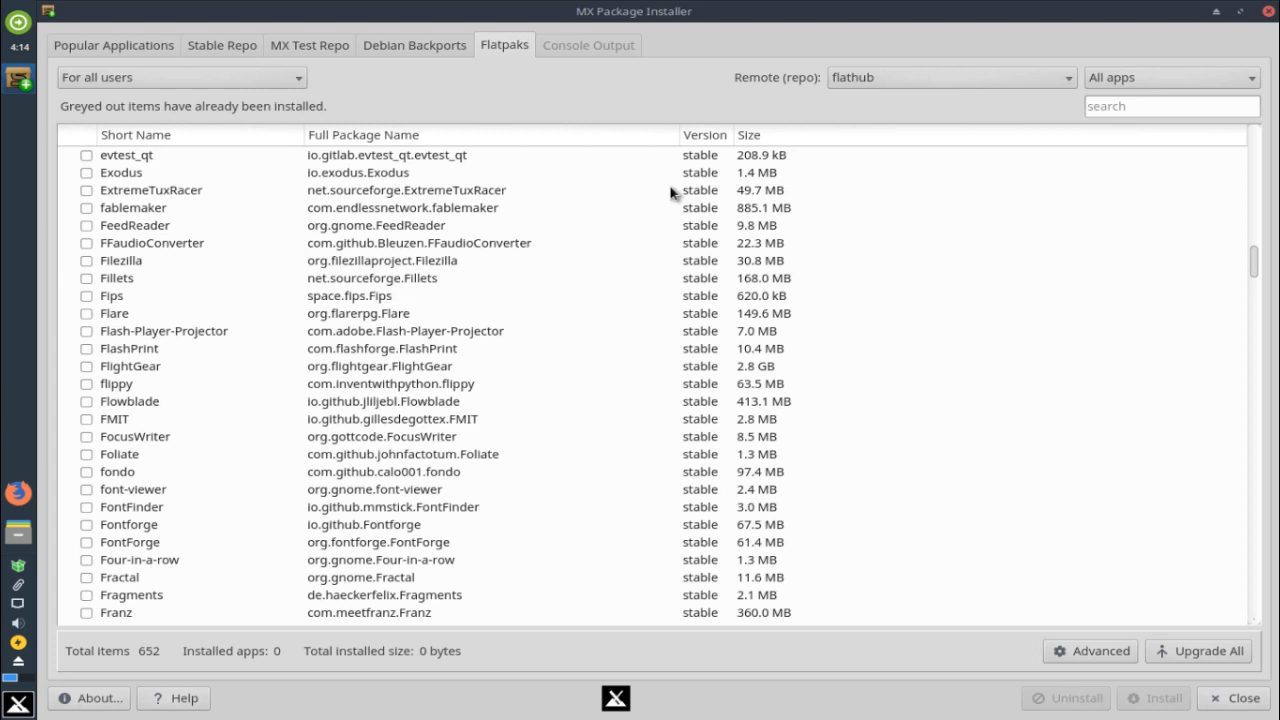 MX Package Installer
4:14
Popular Applications Stable Repo MX Test Repo Debian Backports Flatpaks Console Output
For all users Remote (repo): flathub All apps
Greyed out items have already been installed. search
Short Name Full Package Name Version Size
evtest_qt io.gitlab.evtest_qt.evtest_qt stable 208.9 kB
Exodus io.exodus.Exodus stable 1.4 MB
ExtremeTuxRacer net.sourceforge.ExtremeTuxRacer stable 49.7 MB
fablemaker com.endlessnetwork.fablemaker stable 885.1 MB
FeedReader org.gnome.FeedReader stable 9.8 MB
FFaudioConverter com.github.Bleuzen.FFaudioConverter stable 22.3 MB
Filezilla org.filezillaproject.Filezilla stable 30.8 MB
Fillets net.sourceforge.Fillets stable 168.0 MB
Fips space.fips.Fips stable 620.0 kB
Flare org.flarerpg.Flare stable 149.6 MB
Flash-Player-Projector com.adobe.Flash-Player-Projector stable 7.0 MB
FlashPrint com.flashforge.FlashPrint stable 10.4 MB
FlightGear org.flightgear.FlightGear stable 2.8 GB
flippy com.inventwithpython.flippy stable 63.5 MB
Flowblade io.github.jliljebl.Flowblade stable 413.1 MB
FMIT io.github.gillesdegottex.FMIT stable 2.8 MB
FocusWriter org.gottcode.FocusWriter stable 8.5 MB
Foliate com.github.johnfactotum.Foliate stable 1.3 MB
fondo com.github.calo001.fondo stable 97.4 MB
font-viewer org.gnome.font-viewer stable 2.4 MB
FontFinder io.github.mmstick.FontFinder stable 3.0 MB
Fontforge io.github.Fontforge stable 67.5 MB
FontForge org.fontforge.FontForge stable 61.4 MB
Four-in-a-row org.gnome.Four-in-a-row stable 1.3 MB
Fractal org.gnome.Fractal stable 11.6 MB
Fragments de.haeckerfelix.Fragments stable 2.1 MB
Franz com.meetfranz.Franz stable 360.0 MB
Total items 652 Installed apps: 0 Total installed size: 0 bytes Advanced Upgrade All
About... Help Uninstall Install Close